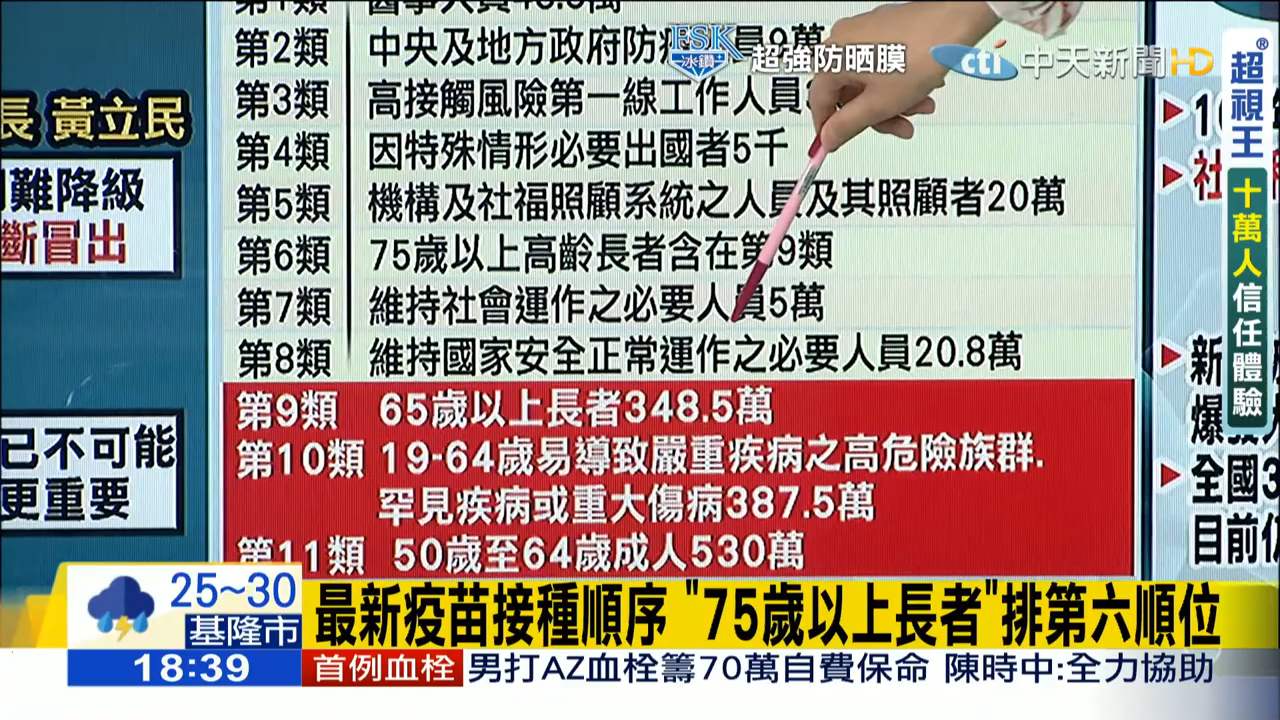 第2類 中央及地方政府防
FSK
冰鑽
超強防晒膜
cti 中天新聞HD
第3類 高接觸風險第一線工作人員
第4類 因特殊情形必要出國者5千
第5類 機構及社福照顧系統之人員及其照顧者20萬
第6類 75歲以上高齡長者含在第9類
第7類 維持社會運作之必要人員5萬
第8類 維持國家安全正常運作之必要人員20.8萬
第9類 65歲以上長者348.5萬
第10類 19-64歲易導致嚴重疾病之高危險族群.
罕見疾病或重大傷病387.5萬
第11類 50歲至64歲成人530萬
長 黃立民
難降級
斷冒出
已不可能
更重要
超視王®
十萬人信任體驗
社
新
爆
全國3
目前
25~30
基隆市
18:39
最新疫苗接種順序 "75歲以上長者"排第六順位
首例血栓 男打AZ血栓籌70萬自費保命 陳時中:全力協助